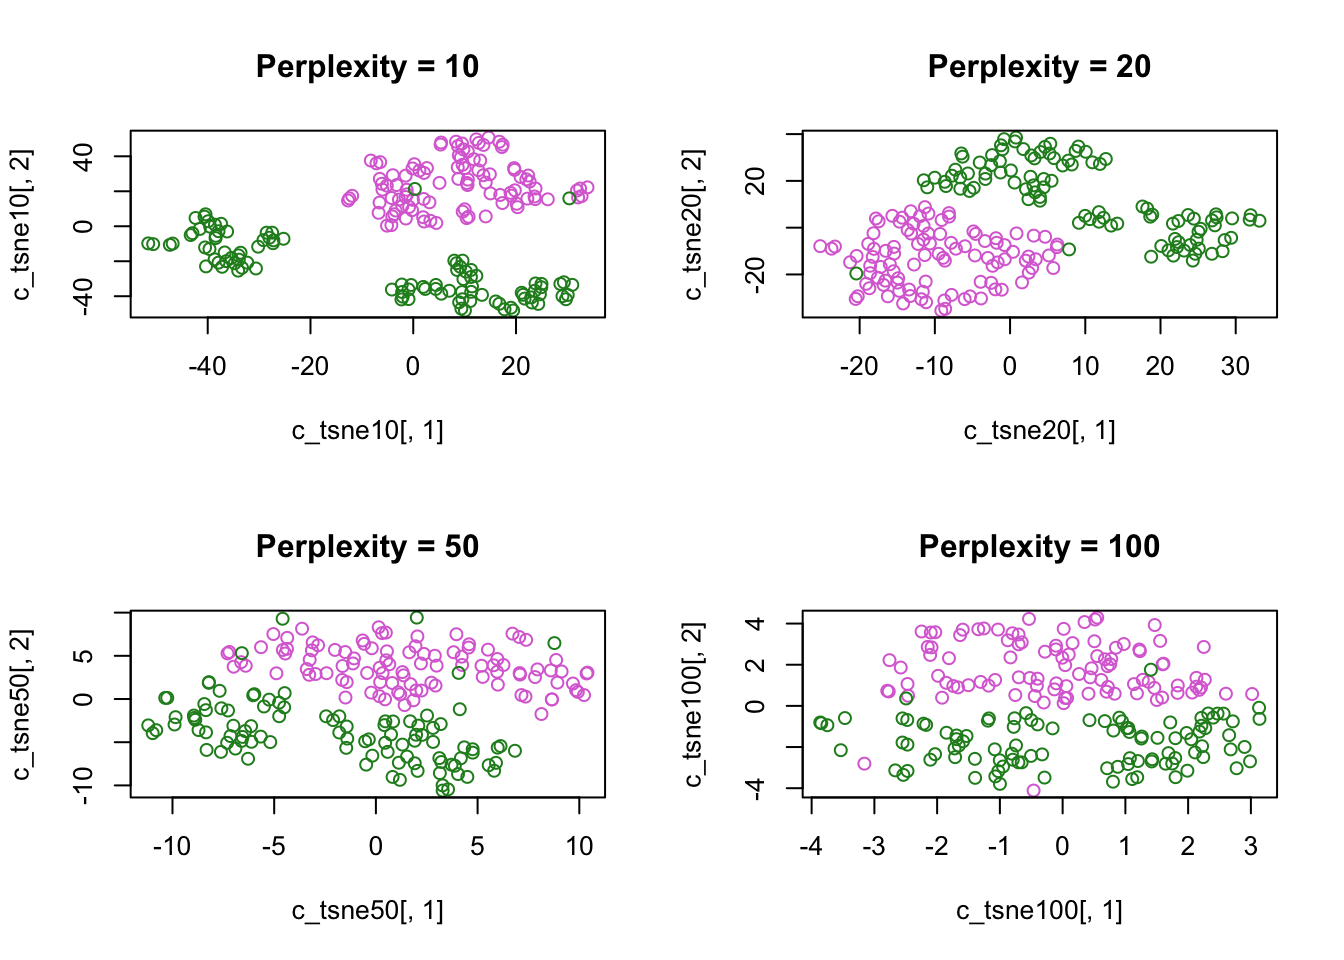 Perplexity = 10
c_tsne10[, 2]
40
0
-40
-40
-20
0
20
c_tsne10[, 1]
Perplexity = 20
c_tsne20[, 2]
20
-20
-20
-10
0
10
20
30
c_tsne20[, 1]
Perplexity = 50
c_tsne50[, 2]
5
0
-10
-10
-5
0
5
10
c_tsne50[, 1]
Perplexity = 100
c_tsne100[, 2]
4
2
0
-4
-4
-3
-2
-1
0
1
2
3
c_tsne100[, 1]